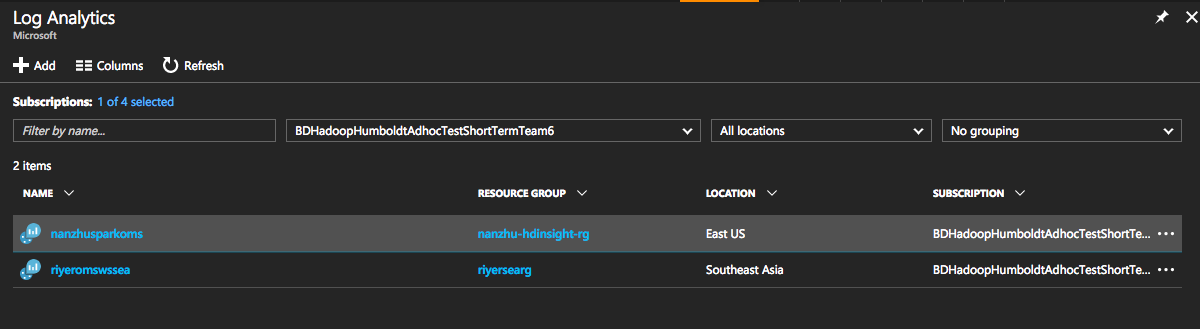 Log Analytics
Microsoft
Add Columns Refresh
Subscriptions: 1 of 4 selected
Filter by name... BDHadoopHumboldtAdhocTestShortTermTeam6 All locations No grouping
2 items
NAME RESOURCE GROUP LOCATION SUBSCRIPTION
nanzhusparkoms nanzhu-hdinsight-rg East US BDHadoopHumboldtAdhocTestShortTe...
riyeromswssea riyersearg Southeast Asia BDHadoopHumboldtAdhocTestShortTe...